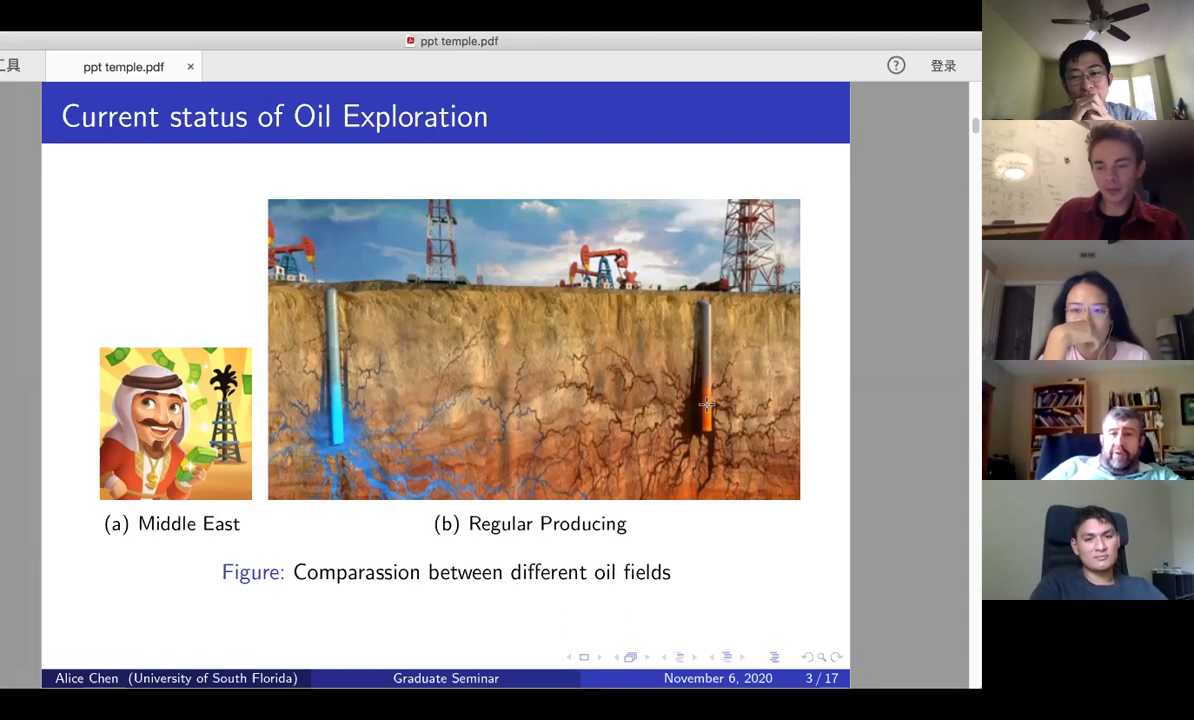 ppt temple.pdf
工具
ppt temple.pdf ×
? 登录
Current status of Oil Exploration
(a) Middle East
(b) Regular Producing
Figure: Comparassion between different oil fields
Alice Chen (University of South Florida) Graduate Seminar November 6, 2020 3 / 17